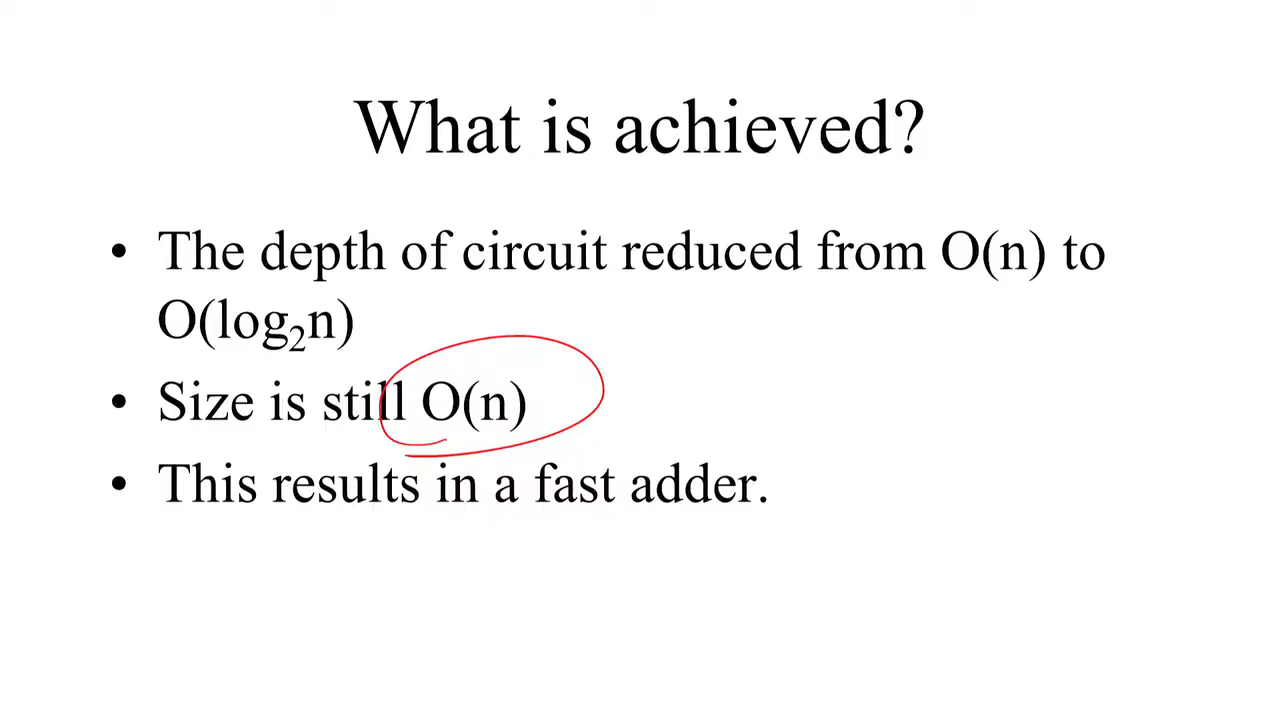 What is achieved?
• The depth of circuit reduced from O(n) to
O(log₂n)
• Size is still O(n)
• This results in a fast adder.